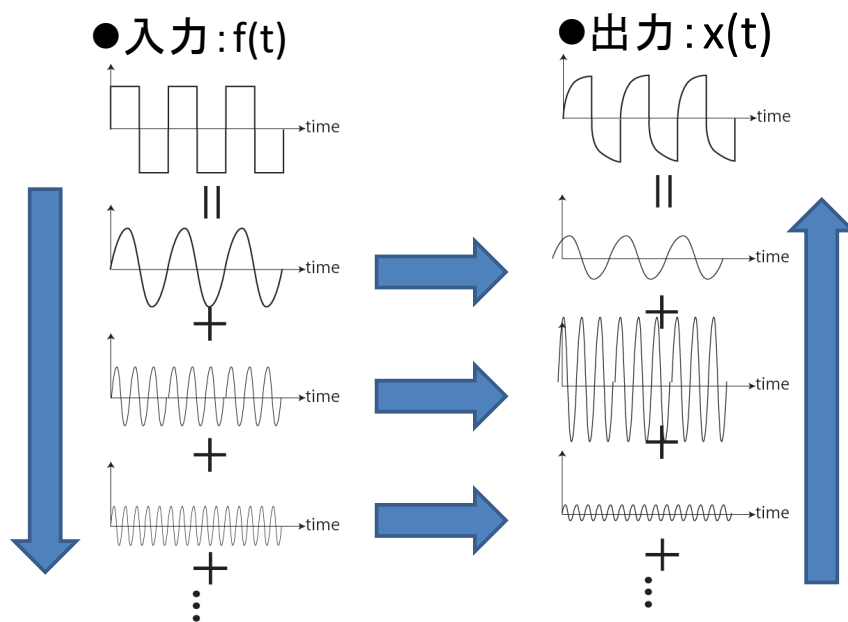 ●入力:f(t)
●出力:x(t)
time
time
=
=
time
time
+
+
time
time
+
+
time
time
+
+
⋮
⋮